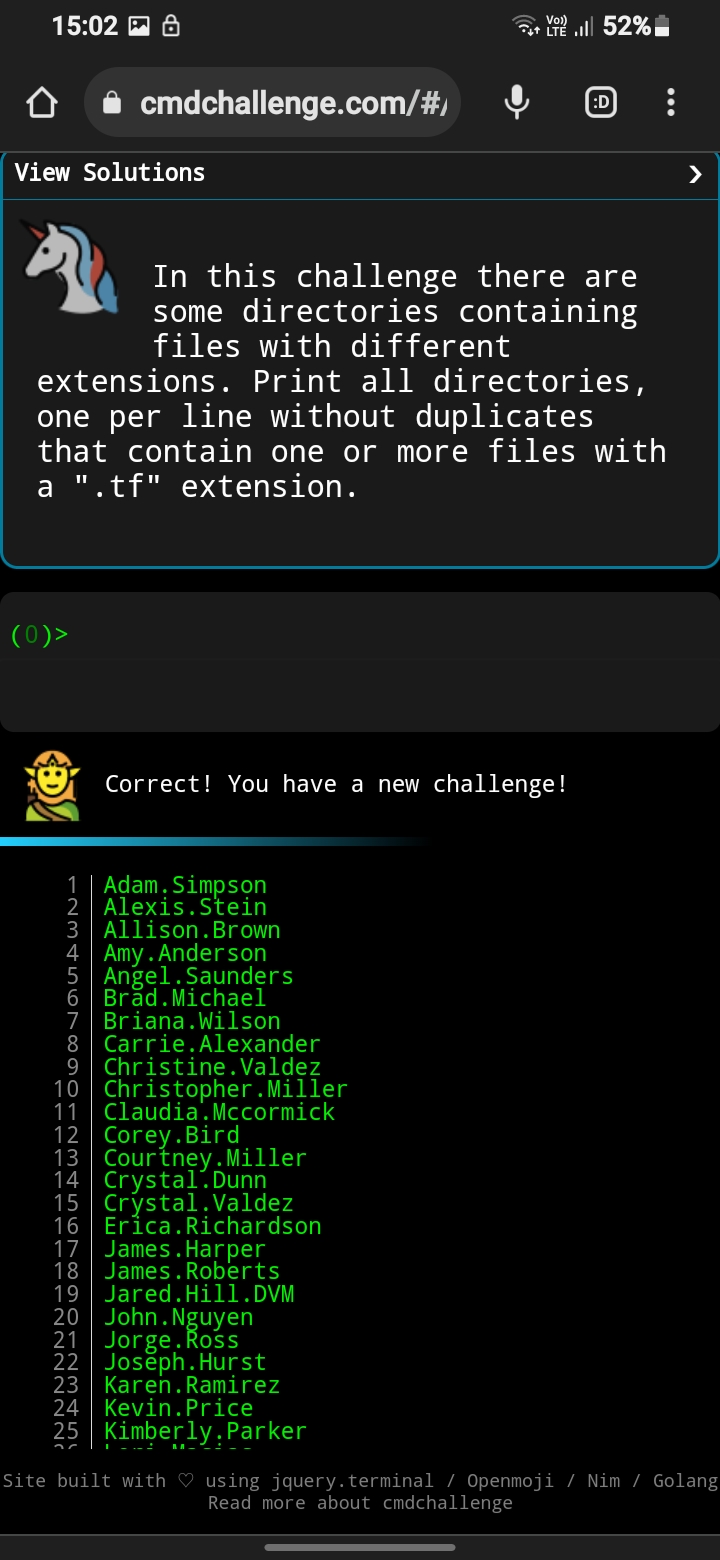 15:02 Vo)) LTE 52%
cmdchallenge.com/#/
:D
View Solutions ❯
In this challenge there are
some directories containing
files with different
extensions. Print all directories,
one per line without duplicates
that contain one or more files with
a ".tf" extension.
(0)>
Correct! You have a new challenge!
1 Adam.Simpson
2 Alexis.Stein
3 Allison.Brown
4 Amy.Anderson
5 Angel.Saunders
6 Brad.Michael
7 Briana.Wilson
8 Carrie.Alexander
9 Christine.Valdez
10 Christopher.Miller
11 Claudia.Mccormick
12 Corey.Bird
13 Courtney.Miller
14 Crystal.Dunn
15 Crystal.Valdez
16 Erica.Richardson
17 James.Harper
18 James.Roberts
19 Jared.Hill.DVM
20 John.Nguyen
21 Jorge.Ross
22 Joseph.Hurst
23 Karen.Ramirez
24 Kevin.Price
25 Kimberly.Parker
Site built with ♡ using jquery.terminal / Openmoji / Nim / Golang
Read more about cmdchallenge